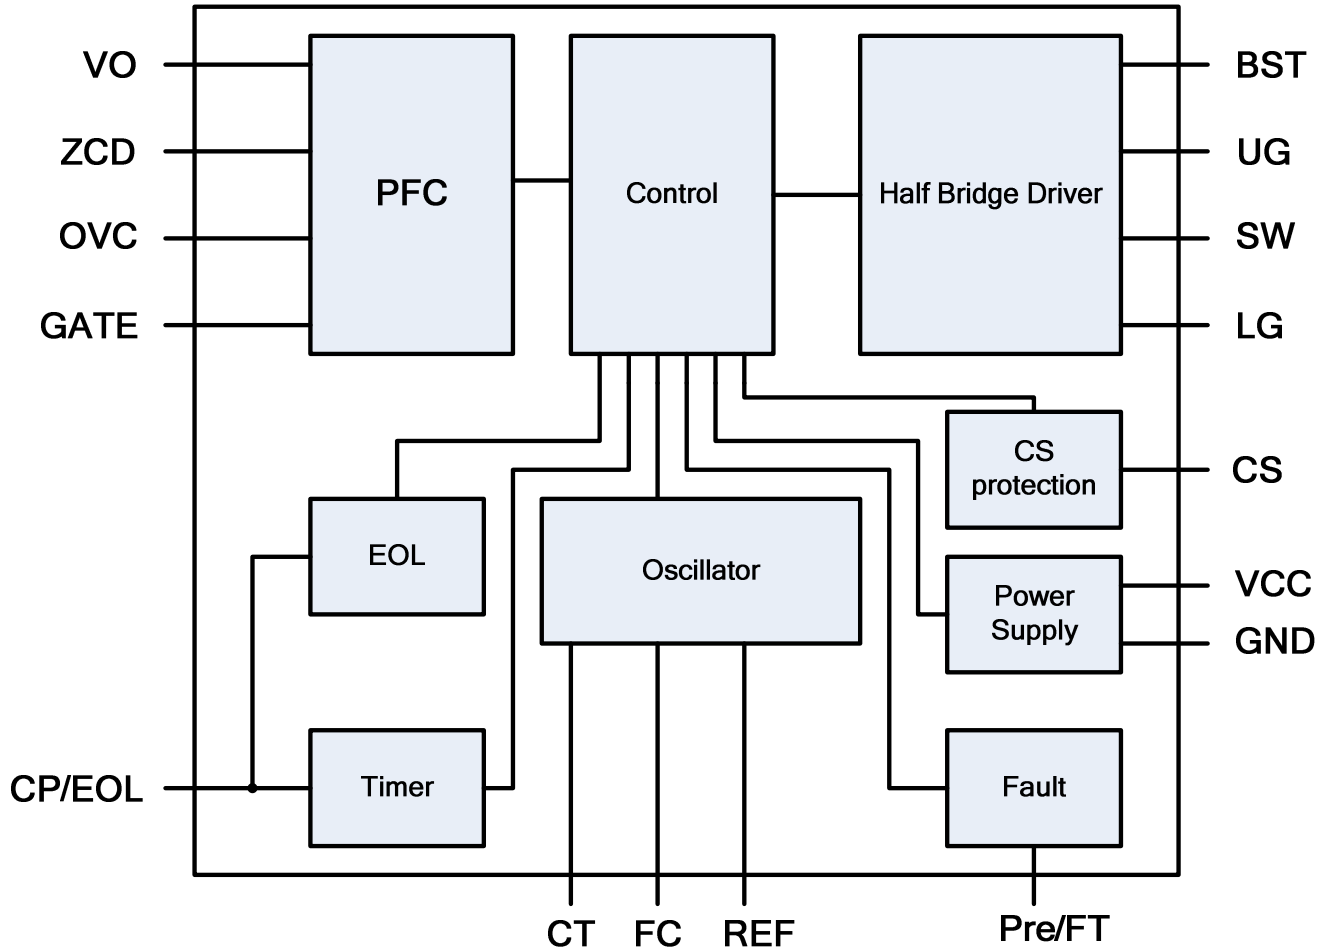 VO
ZCD
OVC
GATE
PFC
Control
Half Bridge Driver
BST
UG
SW
LG
CS
protection
CS
EOL
Oscillator
Power
Supply
VCC
GND
CP/EOL
Timer
Fault
CT
FC
REF
Pre/FT